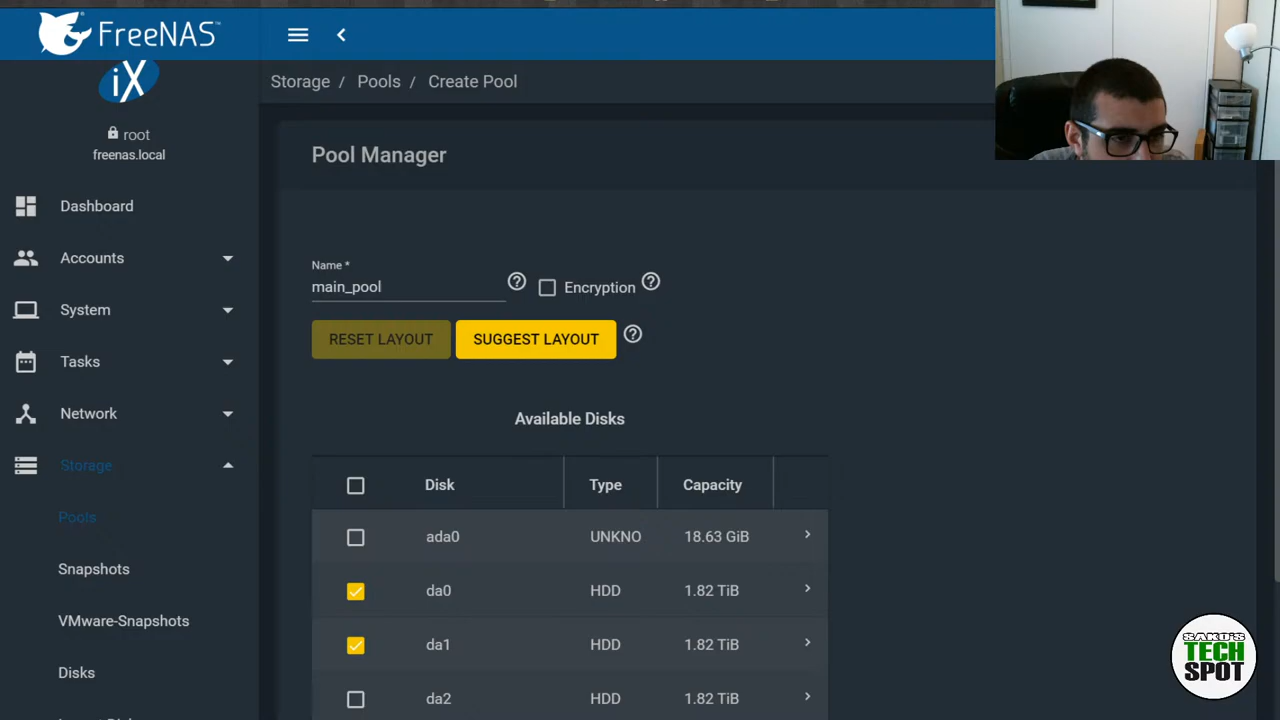 FreeNAS
iX
root
freenas.local
Dashboard
Accounts
System
Tasks
Network
Storage
Pools
Snapshots
VMware-Snapshots
Disks
Storage / Pools / Create Pool
Pool Manager
Name *
main_pool
Encryption
RESET LAYOUT
SUGGEST LAYOUT
Available Disks
Disk Type Capacity
ada0 UNKNO 18.63 GiB
da0 HDD 1.82 TiB
da1 HDD 1.82 TiB
da2 HDD 1.82 TiB
SAKO'S
TECH
SPOT